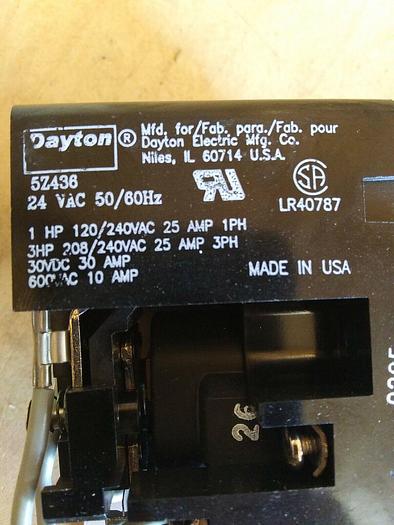 Dayton® Mfd. for/Fab. para./Fab. pour
Dayton Electric Mfg. Co.
Niles, IL 60714 U.S.A.
5Z436
24 VAC 50/60Hz
LR40787
1 HP 120/240VAC 25 AMP 1PH
3HP 208/240VAC 25 AMP 3PH
30VDC 30 AMP
600VAC 10 AMP
MADE IN USA
26